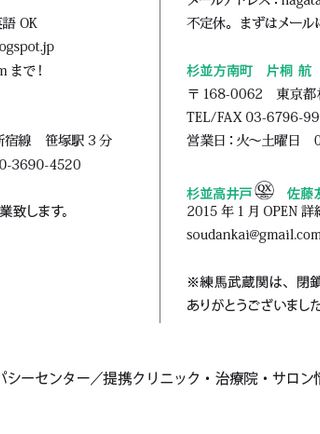 英語 OK
ogspot.jp
m まで！
新宿線　笹塚駅 3 分
0-3690-4520
業致します。
メールアドレス：nagata
不定休。まずはメールに
杉並方南町　片桐 航
〒 168-0062　東京都杉
TEL/FAX 03-6796-99
営業日：火～土曜日
杉並高井戸 QX 佐藤友
2015 年 1 月 OPEN 詳細
soudankai@gmail.com
※練馬武蔵関は、閉鎖
ありがとうございました
パシーセンター／提携クリニック・治療院・サロン情